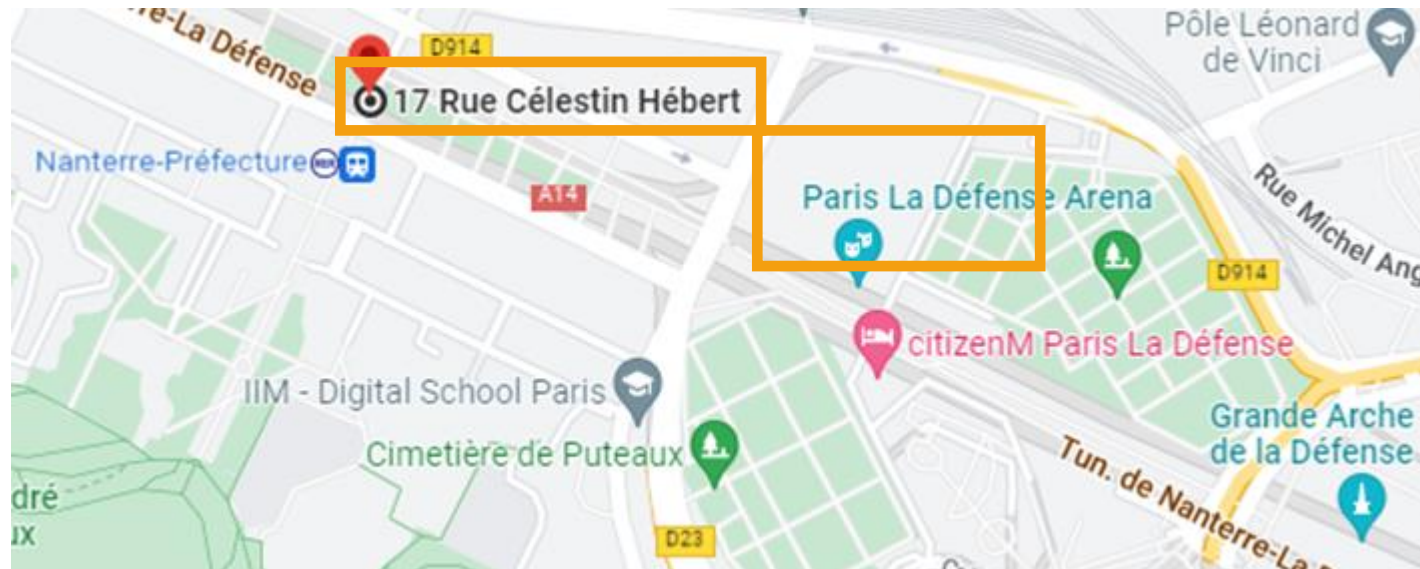 re-La Défense
D914
Pôle Léonard
de Vinci
17 Rue Célestin Hébert
Nanterre-Préfecture
RER
A14
Paris La Défense Arena
Rue Michel Ang
D914
citizenM Paris La Défense
IIM - Digital School Paris
Grande Arche
de la Défense
Cimetière de Puteaux
Tun. de Nanterre-La
dré
ux
D23